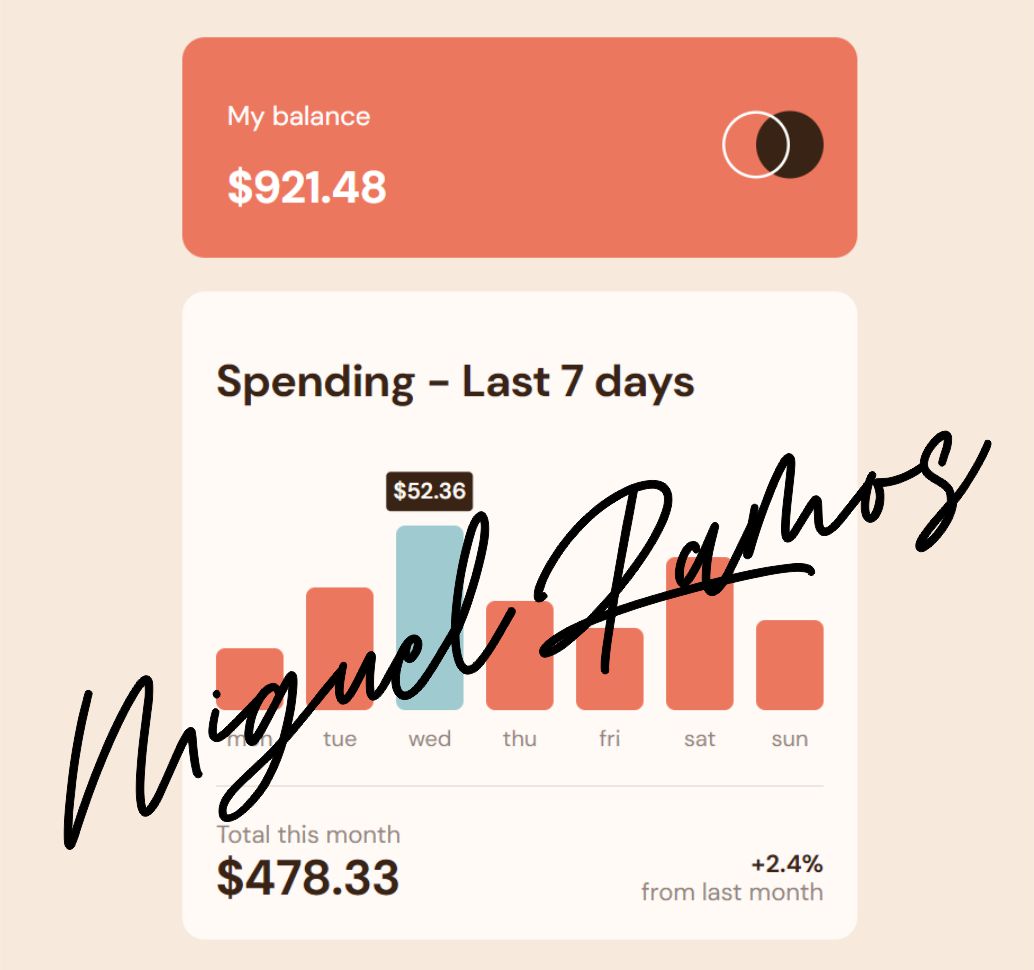 My balance
$921.48
Spending - Last 7 days
$52.36
Miguel Ramos
mon tue wed thu fri sat sun
Total this month
$478.33
+2.4%
from last month